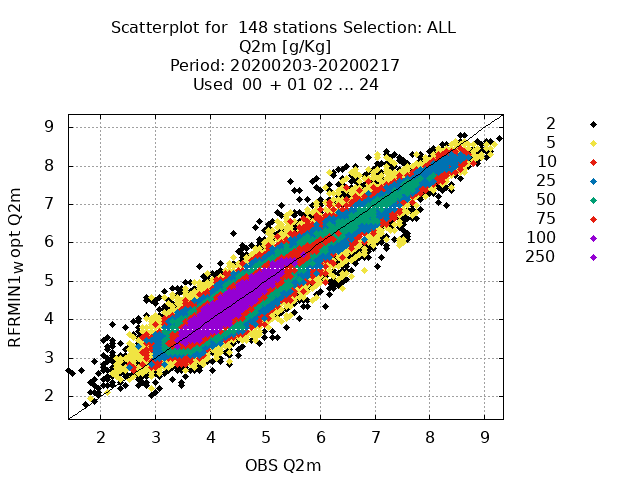 Scatterplot for 148 stations Selection: ALL
Q2m [g/Kg]
Period: 20200203-20200217
Used 00 + 01 02 ... 24
RFRMIN1w opt Q2m
9
8
7
6
5
4
3
2
2 3 4 5 6 7 8 9
OBS Q2m
2
5
10
25
50
75
100
250